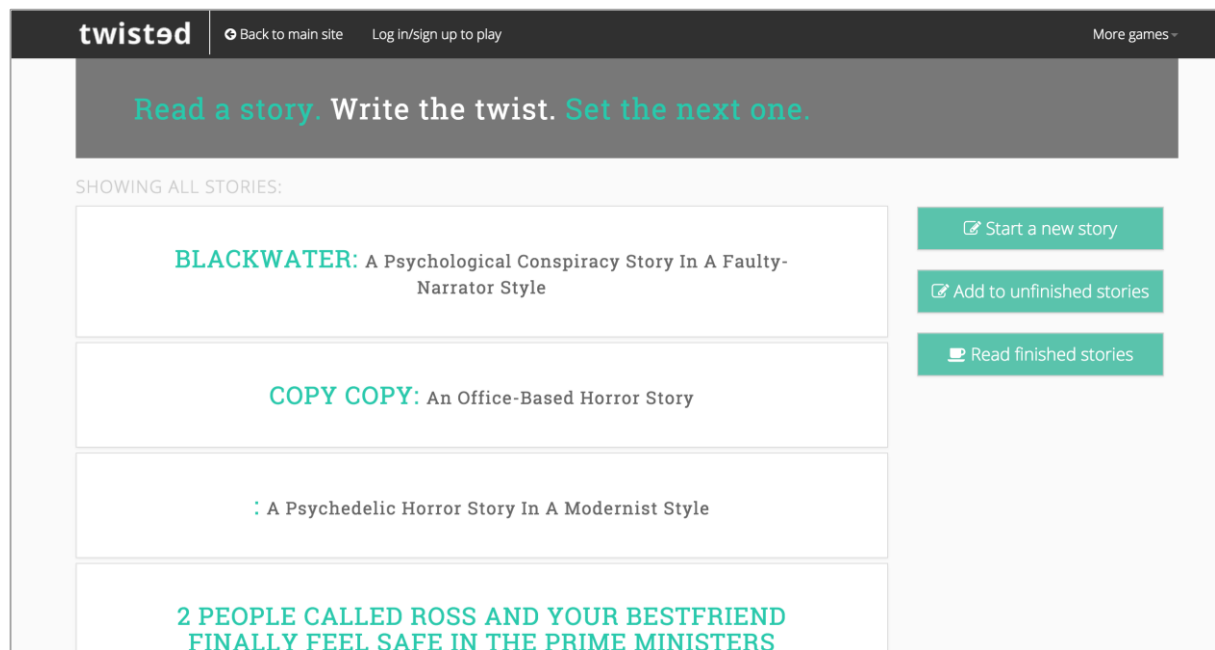 twistǝd
Back to main site
Log in/sign up to play
More games
Read a story. Write the twist. Set the next one.
SHOWING ALL STORIES:
BLACKWATER: A Psychological Conspiracy Story In A Faulty-
Narrator Style
COPY COPY: An Office-Based Horror Story
: A Psychedelic Horror Story In A Modernist Style
2 PEOPLE CALLED ROSS AND YOUR BESTFRIEND
FINALLY FEEL SAFE IN THE PRIME MINISTERS
Start a new story
Add to unfinished stories
Read finished stories